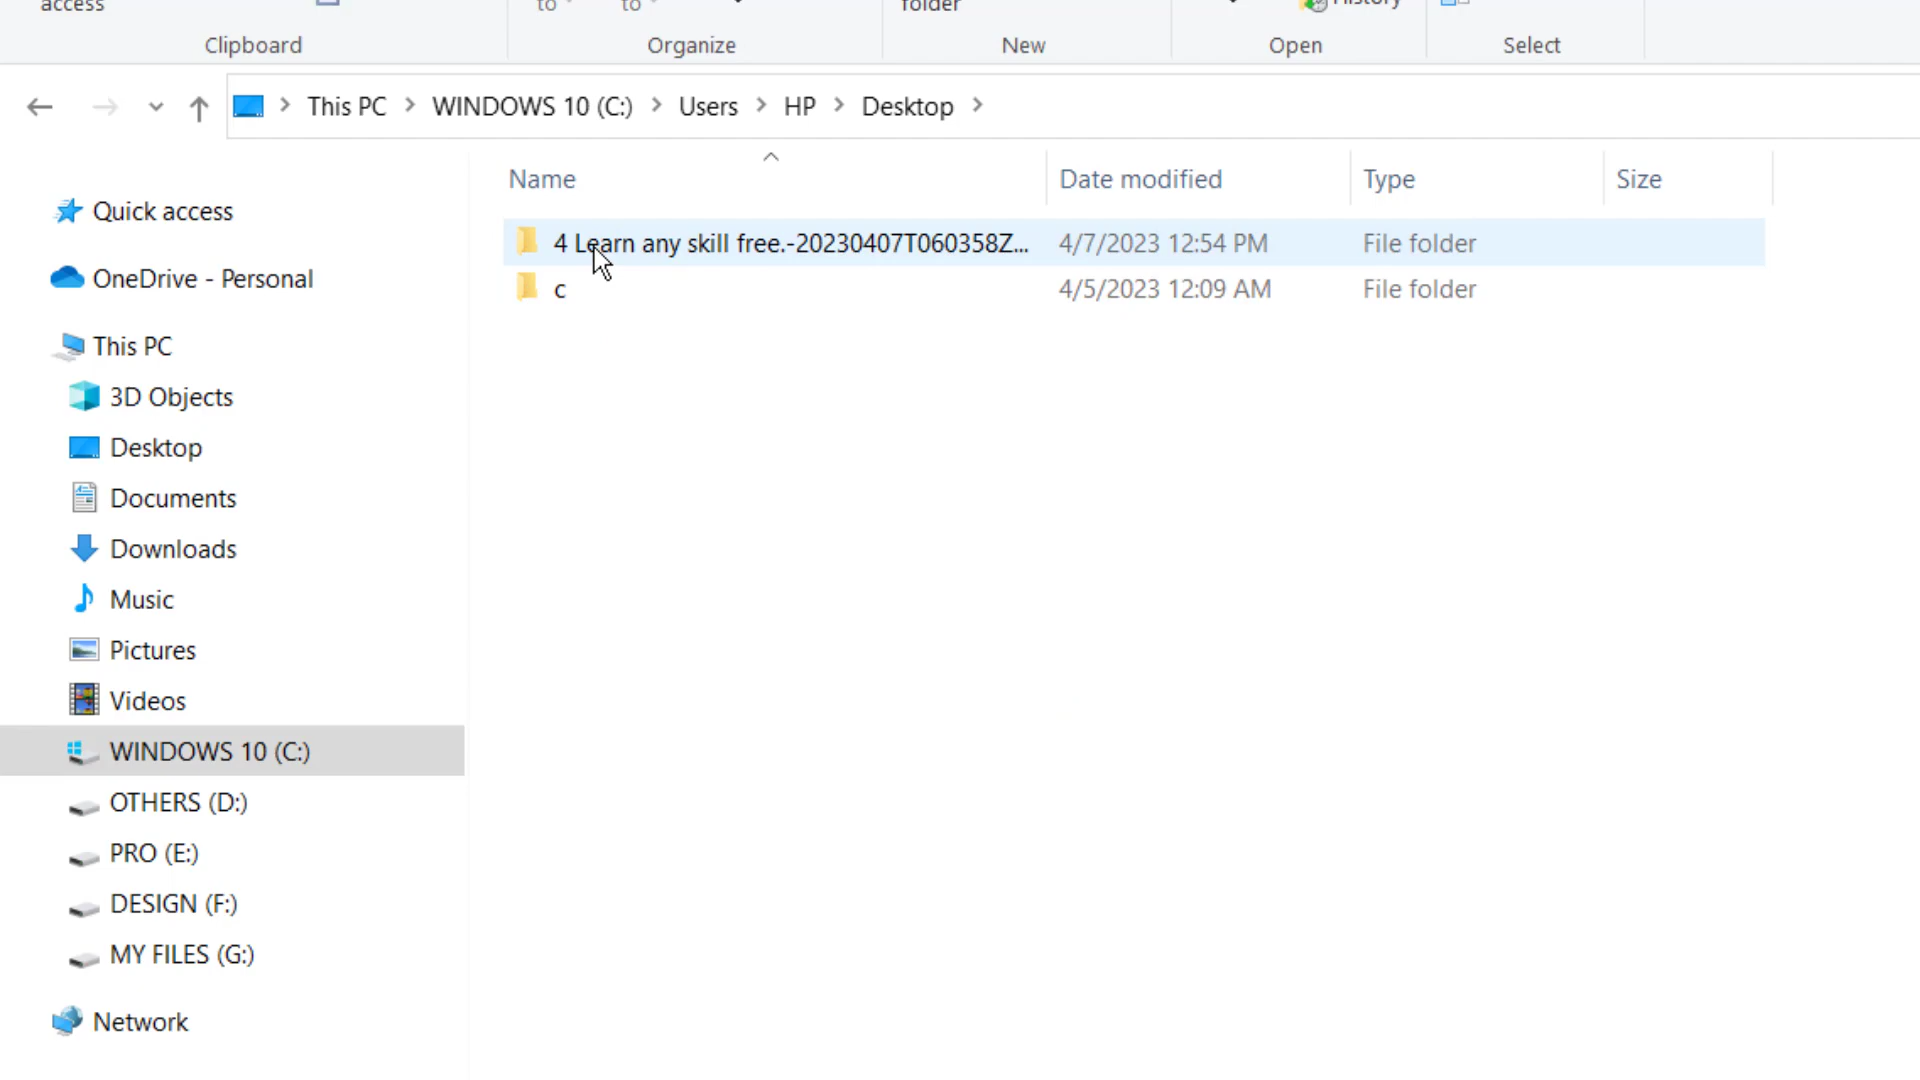 access
to
to
folder
History
Clipboard
Organize
New
Open
Select
This PC
WINDOWS 10 (C:)
Users
HP
Desktop
Name
Date modified
Type
Size
4 Learn any skill free.-20230407T060358Z...
4/7/2023 12:54 PM
File folder
c
4/5/2023 12:09 AM
File folder
Quick access
OneDrive - Personal
This PC
3D Objects
Desktop
Documents
Downloads
Music
Pictures
Videos
WINDOWS 10 (C:)
OTHERS (D:)
PRO (E:)
DESIGN (F:)
MY FILES (G:)
Network